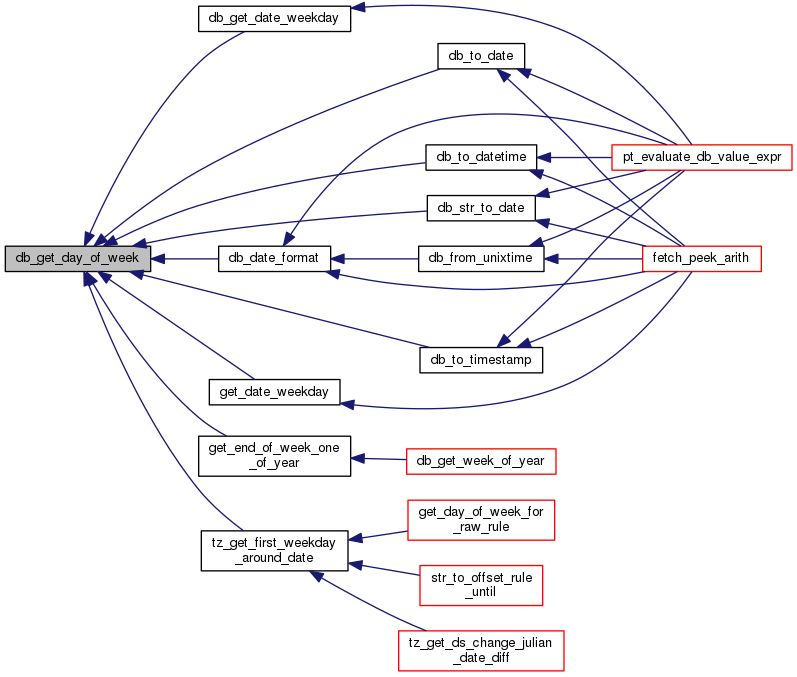 db_get_date_weekday
db_to_date
db_to_datetime
pt_evaluate_db_value_expr
db_str_to_date
db_get_day_of_week
db_date_format
db_from_unixtime
fetch_peek_arith
db_to_timestamp
get_date_weekday
get_end_of_week_one
_of_year
db_get_week_of_year
get_day_of_week_for
_raw_rule
tz_get_first_weekday
_around_date
str_to_offset_rule
_until
tz_get_ds_change_julian
_date_diff